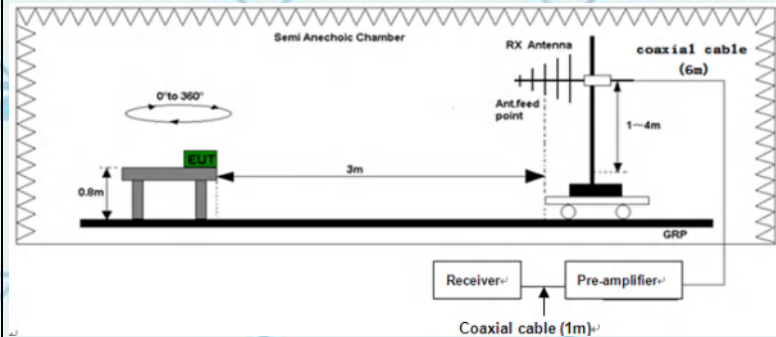 Semi Anechoic Chamber
RX Antenna
coaxial cable
(6m)
0°to 360°
Ant.feed
point
1~4m
EUT
3m
0.8m
GRP
Receiver↵
Pre-amplifier↵
Coaxial cable (1m)↵